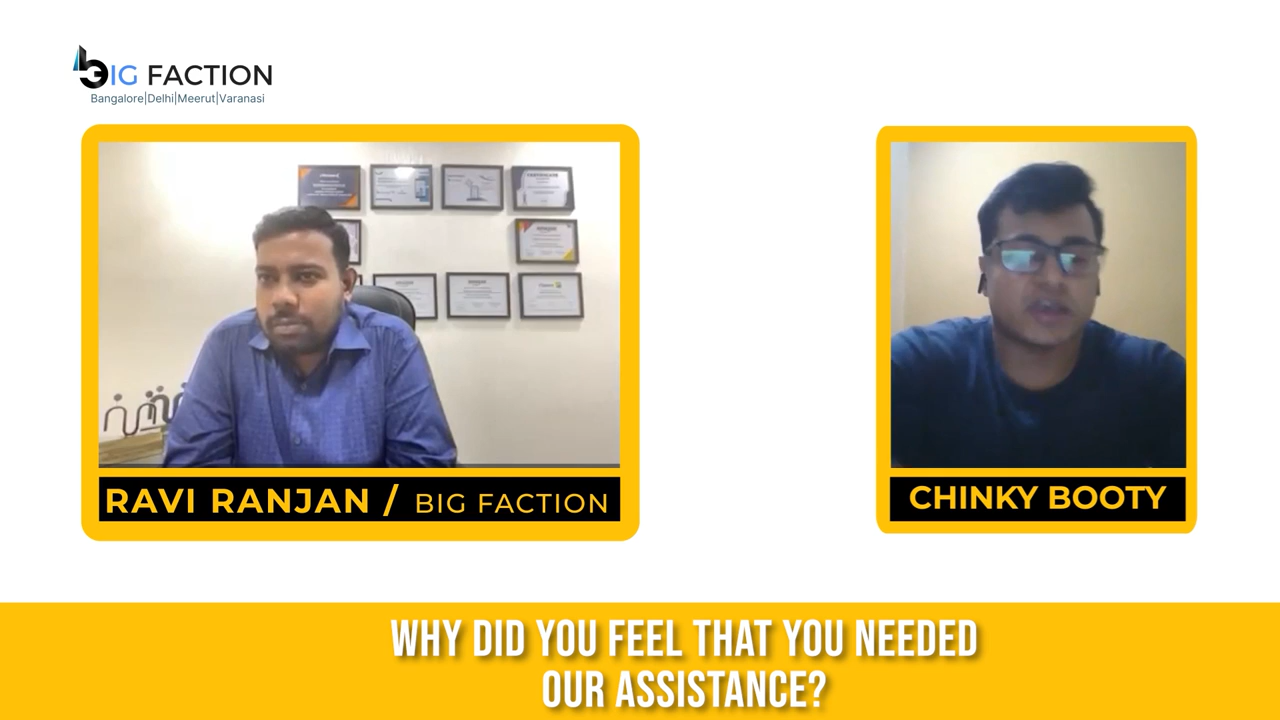 BIG FACTION
Bangalore|Delhi|Meerut|Varanasi
RAVI RANJAN / BIG FACTION
CHINKY BOOTY
WHY DID YOU FEEL THAT YOU NEEDED
OUR ASSISTANCE?